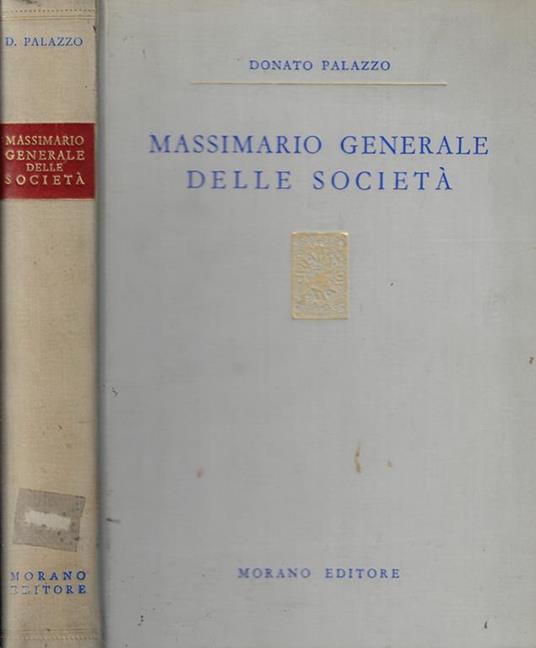 D. PALAZZO
MASSIMARIO
GENERALE
DELLE
SOCIETÀ
MORANO
EDITORE
DONATO PALAZZO
MASSIMARIO GENERALE
DELLE SOCIETÀ
MORANO EDITORE